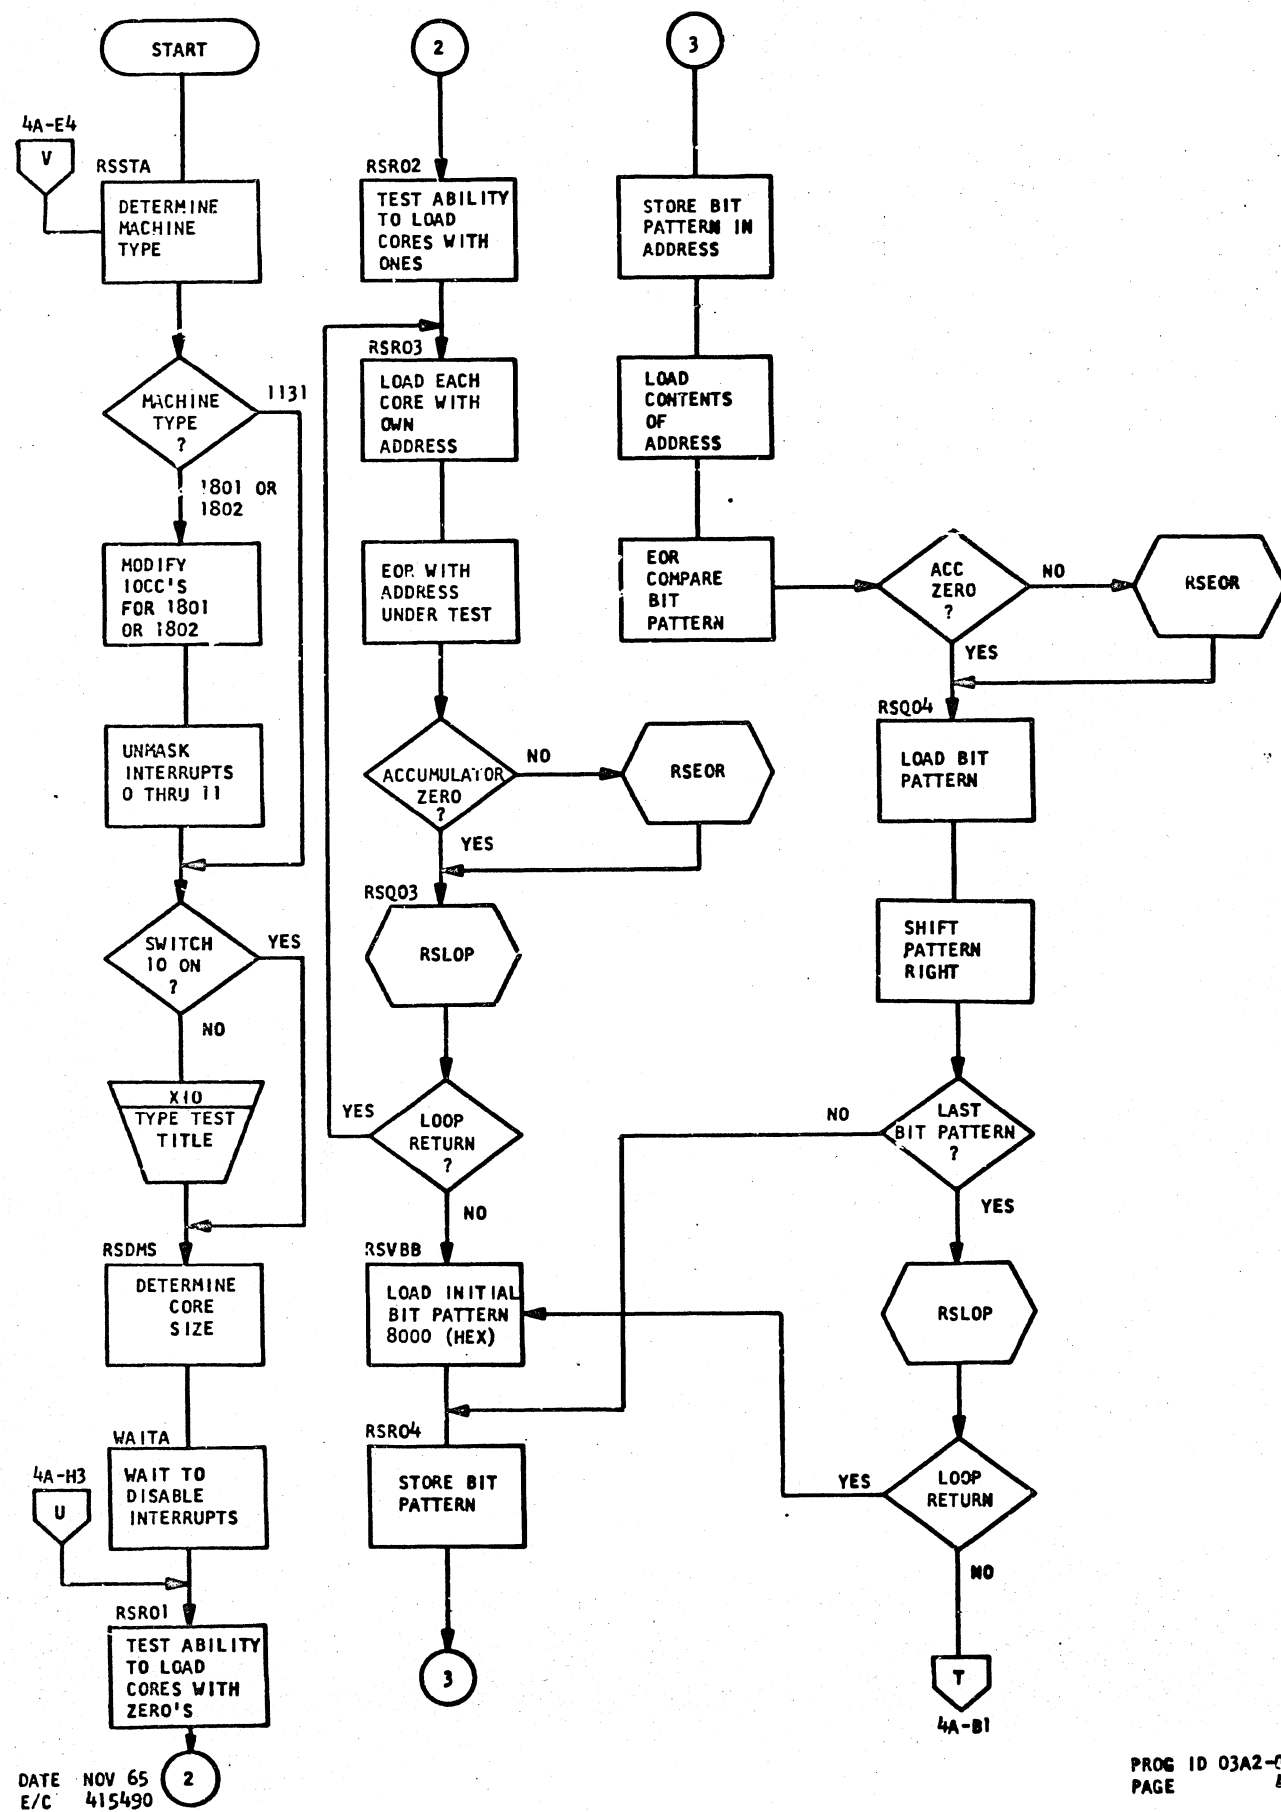 START
4A-E4
V
RSSTA
DETERMINE
MACHINE
TYPE
MACHINE
TYPE
?
1131
1801 OR
1802
MODIFY
IOCC'S
FOR 1801
OR 1802
UNMASK
INTERRUPTS
0 THRU 11
SWITCH
10 ON
?
YES
NO
X10
TYPE TEST
TITLE
RSDMS
DETERMINE
CORE
SIZE
WAITA
WAIT TO
DISABLE
INTERRUPTS
4A-H3
U
RSR01
TEST ABILITY
TO LOAD
CORES WITH
ZERO'S
2
DATE NOV 65
E/C 415490
2
RSR02
TEST ABILITY
TO LOAD
CORES WITH
ONES
RSR03
LOAD EACH
CORE WITH
OWN
ADDRESS
EOR WITH
ADDRESS
UNDER TEST
ACCUMULATOR
ZERO
?
NO
RSEOR
YES
RSQ03
RSLOP
YES
LOOP
RETURN
?
NO
RSVBB
LOAD INITIAL
BIT PATTERN
8000 (HEX)
RSR04
STORE BIT
PATTERN
3
3
STORE BIT
PATTERN IN
ADDRESS
LOAD
CONTENTS
OF
ADDRESS
EOR
COMPARE
BIT
PATTERN
ACC
ZERO
?
NO
RSEOR
YES
RSQ04
LOAD BIT
PATTERN
SHIFT
PATTERN
RIGHT
NO
LAST
BIT PATTERN
?
YES
RSLOP
YES
LOOP
RETURN
NO
T
4A-B1
PROG ID 03A2-
PAGE